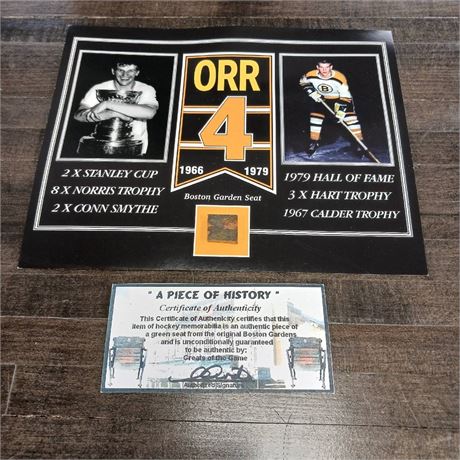 ORR
4
1966
1979
2 X STANLEY CUP
8 X NORRIS TROPHY
2 X CONN SMYTHE
1979 HALL OF FAME
3 X HART TROPHY
1967 CALDER TROPHY
Boston Garden Seat
" A PIECE OF HISTORY "
Certificate of Authenticity
This Certificate of Authenicity certifies that this
item of hockey memorabilia is an authentic piece of
a green seat from the original Boston Gardens
and is unconditionally guaranteed
to be authentic by:
Greats of the Game
Authorized Signature